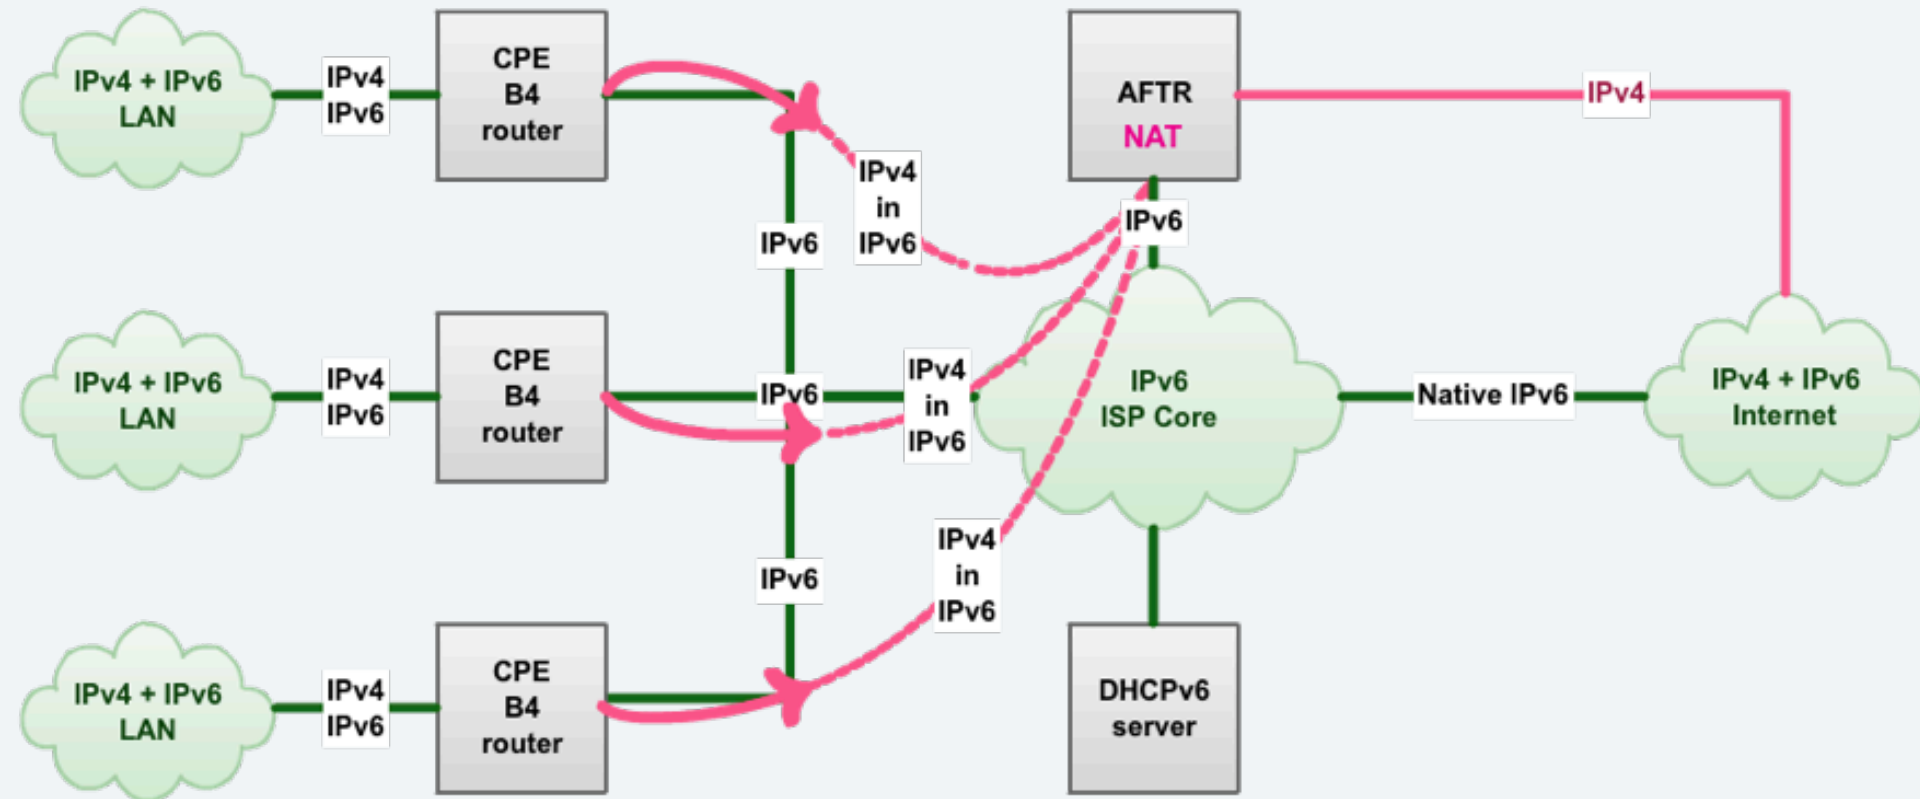 IPv4 + IPv6
LAN
IPv4
IPv6
CPE
B4
router
IPv4
in
IPv6
IPv6
AFTR
NAT
IPv6
IPv4
IPv4 + IPv6
LAN
IPv4
IPv6
CPE
B4
router
IPv6
IPv4
in
IPv6
IPv6
ISP Core
Native IPv6
IPv4 + IPv6
Internet
IPv6
IPv4
in
IPv6
IPv4 + IPv6
LAN
IPv4
IPv6
CPE
B4
router
DHCPv6
server